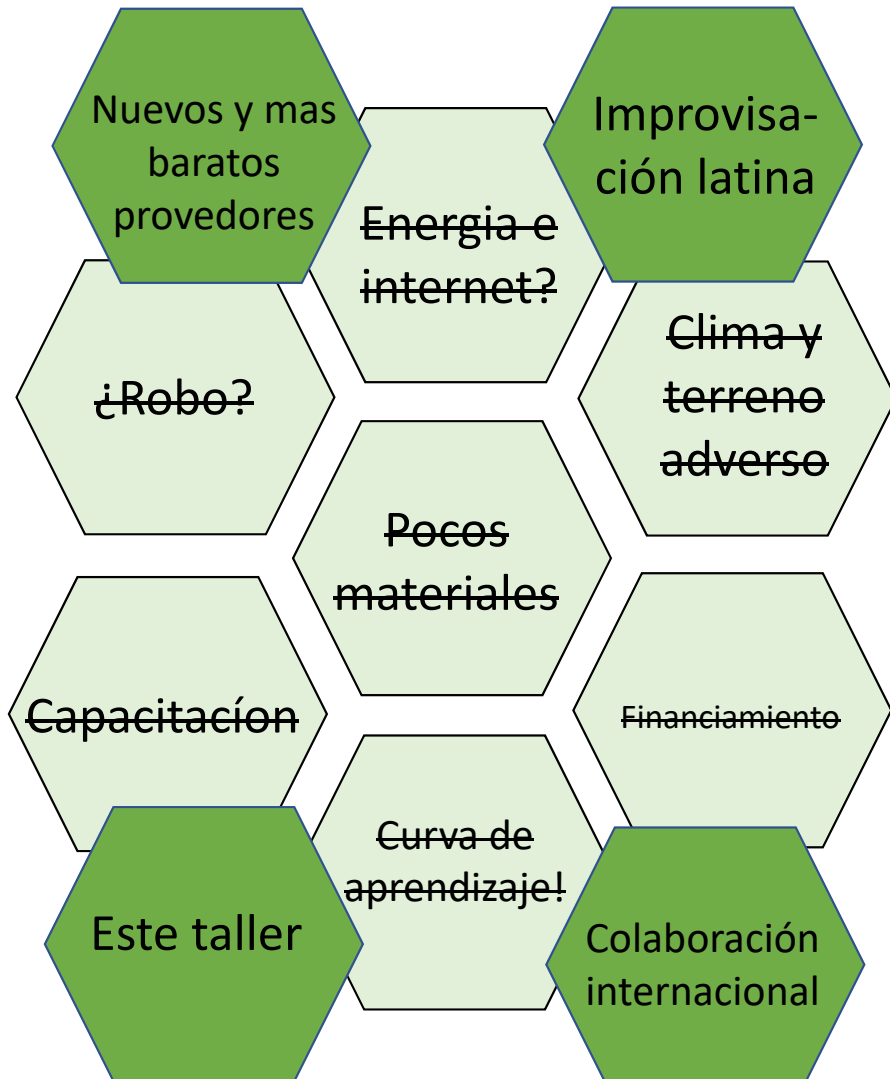 Nuevos y mas
baratos
provedores
Improvisa-
ción latina
Energia e
internet?
¿Robo?
Clima y
terreno
adverso
Pocos
materiales
Capacitacíon
Financiamiento
Curva de
aprendizaje!
Este taller
Colaboración
internacional